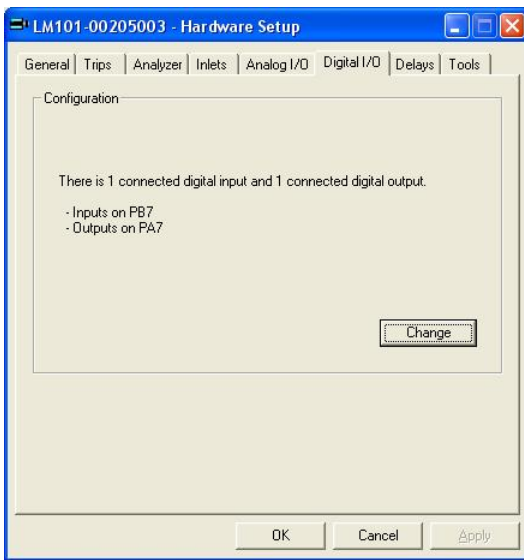 LM101-00205003 - Hardware Setup
General Trips Analyzer Inlets Analog I/O Digital I/O Delays Tools
Configuration
There is 1 connected digital input and 1 connected digital output.
- Inputs on PB7
- Outputs on PA7
Change
OK Cancel Apply